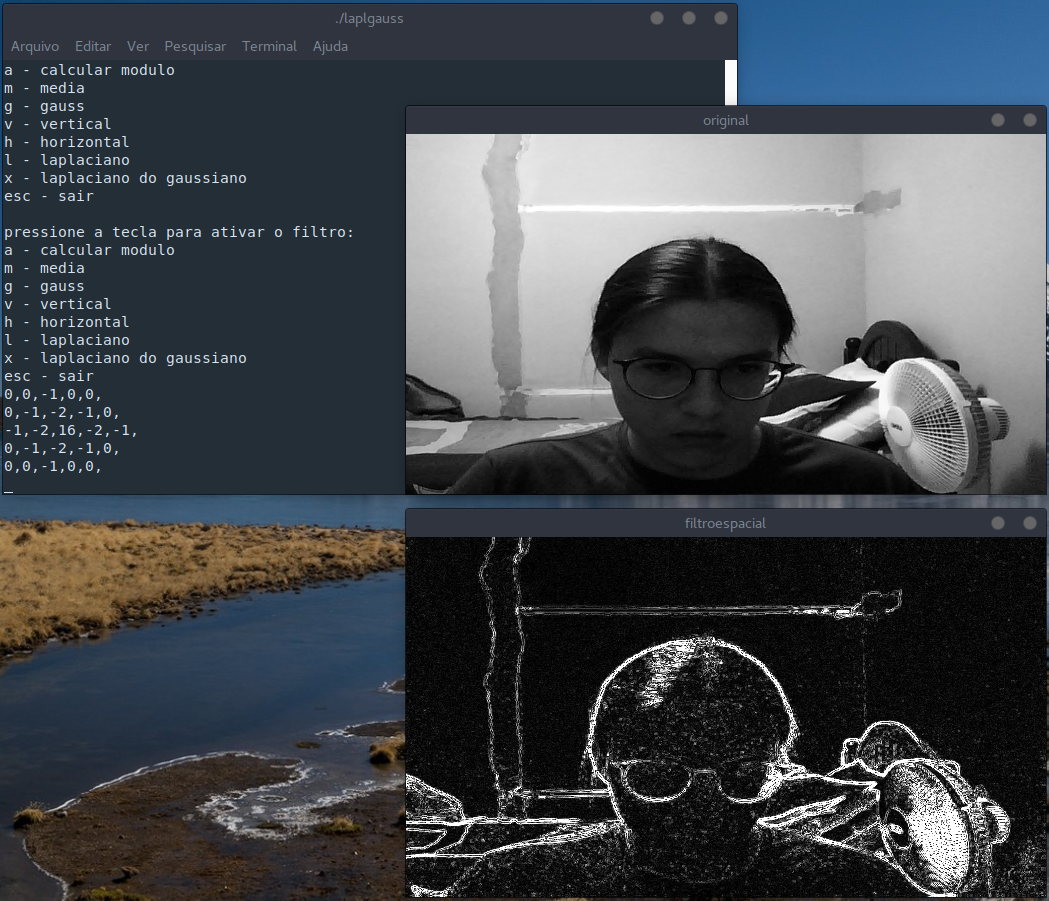 ./laplgauss
Arquivo Editar Ver Pesquisar Terminal Ajuda
a - calcular modulo
m - media
g - gauss
v - vertical
h - horizontal
l - laplaciano
x - laplaciano do gaussiano
esc - sair
pressione a tecla para ativar o filtro:
a - calcular modulo
m - media
g - gauss
v - vertical
h - horizontal
l - laplaciano
x - laplaciano do gaussiano
esc - sair
0,0,-1,0,0,
0,-1,-2,-1,0,
-1,-2,16,-2,-1,
0,-1,-2,-1,0,
0,0,-1,0,0,
original
filtroespacial